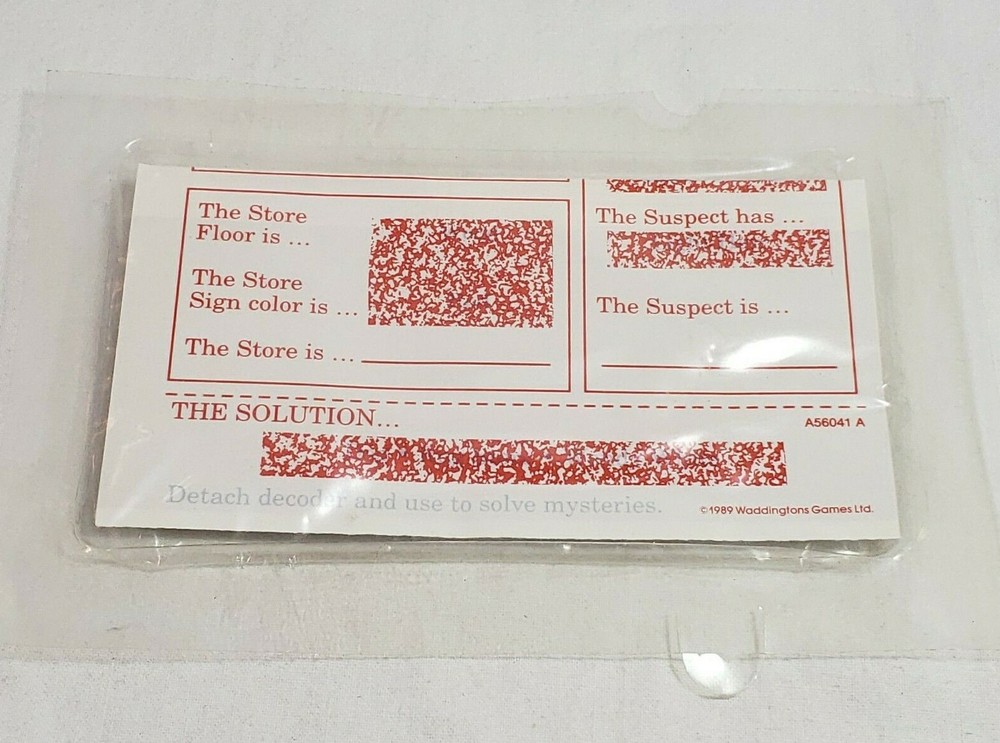 The Store
Floor is ...
The Store
Sign color is ...
The Store is ...
The Suspect has ...
The Suspect is ...
THE SOLUTION...
A56041 A
Detach decoder and use to solve mysteries.
©1989 Waddingtons Games Ltd.